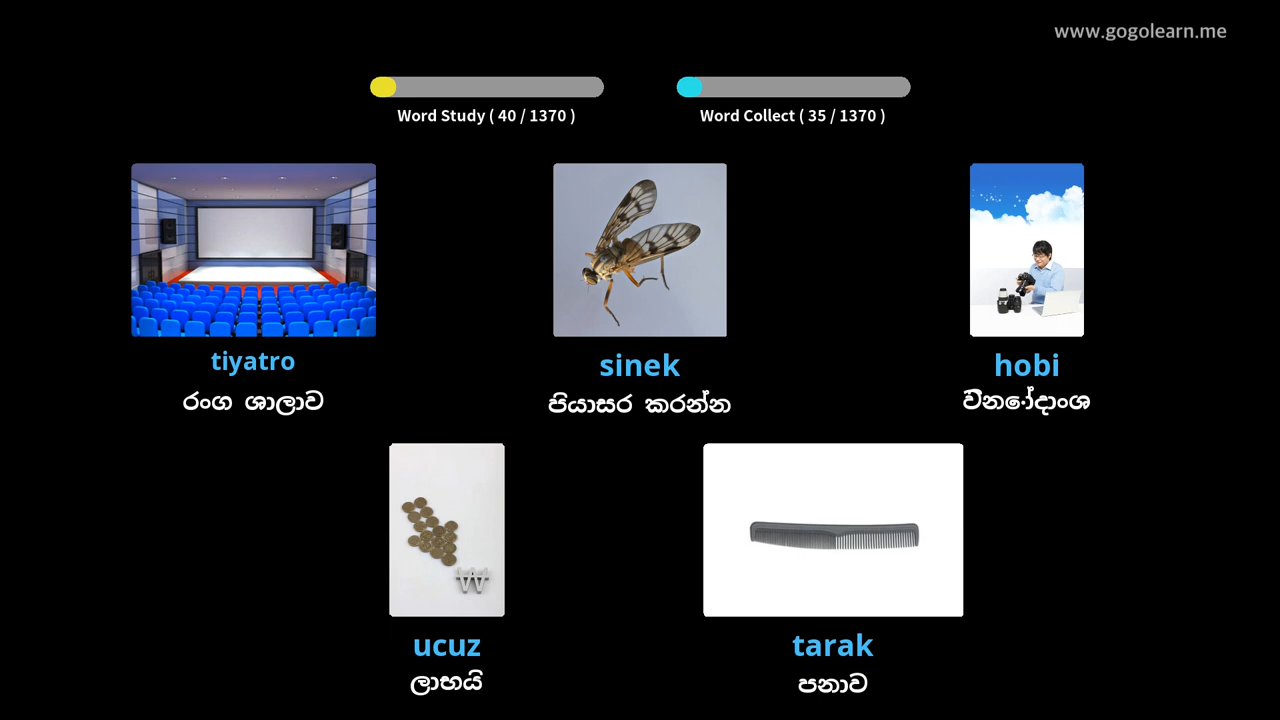 www.gogolearn.me
Word Study ( 40 / 1370 )
Word Collect ( 35 / 1370 )
tiyatro
රංග ශාලාව
sinek
පියාසර කරන්න
hobi
විනෝදාංශ
ucuz
ලාභයි
tarak
පනාව